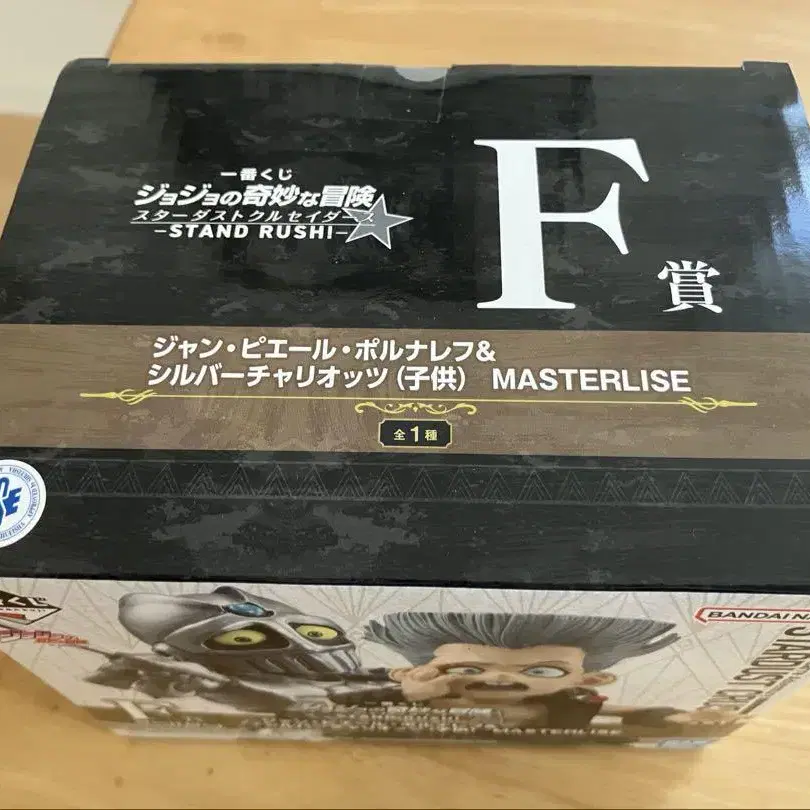 一番くじ
ジョジョの奇妙な冒険
スターダストクルセイダース
-STAND RUSH!-
F
賞
ジャン・ピエール・ポルナレフ&
シルバーチャリオッツ(子供) MASTERLISE
全1種
BANDAI
MASTERLISE